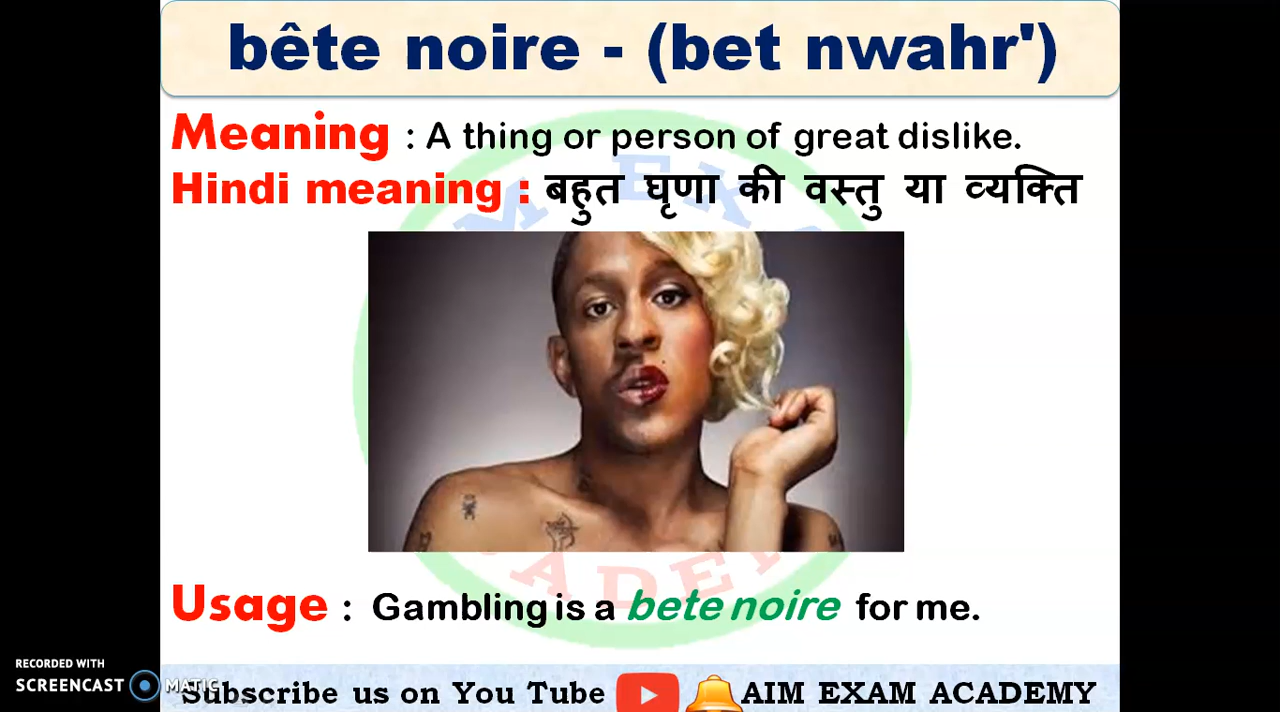 bête noire - (bet nwahr')
Meaning : A thing or person of great dislike.
Hindi meaning : बहुत घृणा की वस्तु या व्यक्ति
Usage : Gambling is a bete noire for me.
RECORDED WITH
SCREENCAST MATIC
Subscribe us on You Tube AIM EXAM ACADEMY